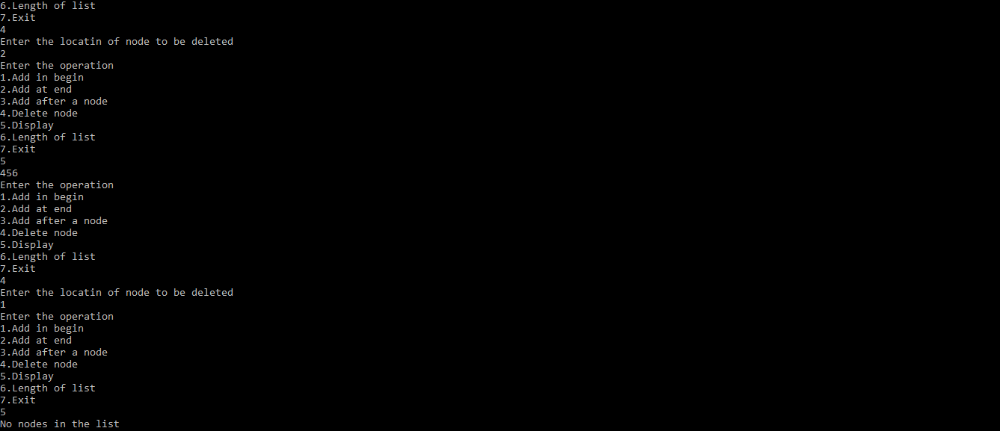 6.Length of list
7.Exit
4
Enter the locatin of node to be deleted
2
Enter the operation
1.Add in begin
2.Add at end
3.Add after a node
4.Delete node
5.Display
6.Length of list
7.Exit
5
456
Enter the operation
1.Add in begin
2.Add at end
3.Add after a node
4.Delete node
5.Display
6.Length of list
7.Exit
4
Enter the locatin of node to be deleted
1
Enter the operation
1.Add in begin
2.Add at end
3.Add after a node
4.Delete node
5.Display
6.Length of list
7.Exit
5
No nodes in the list